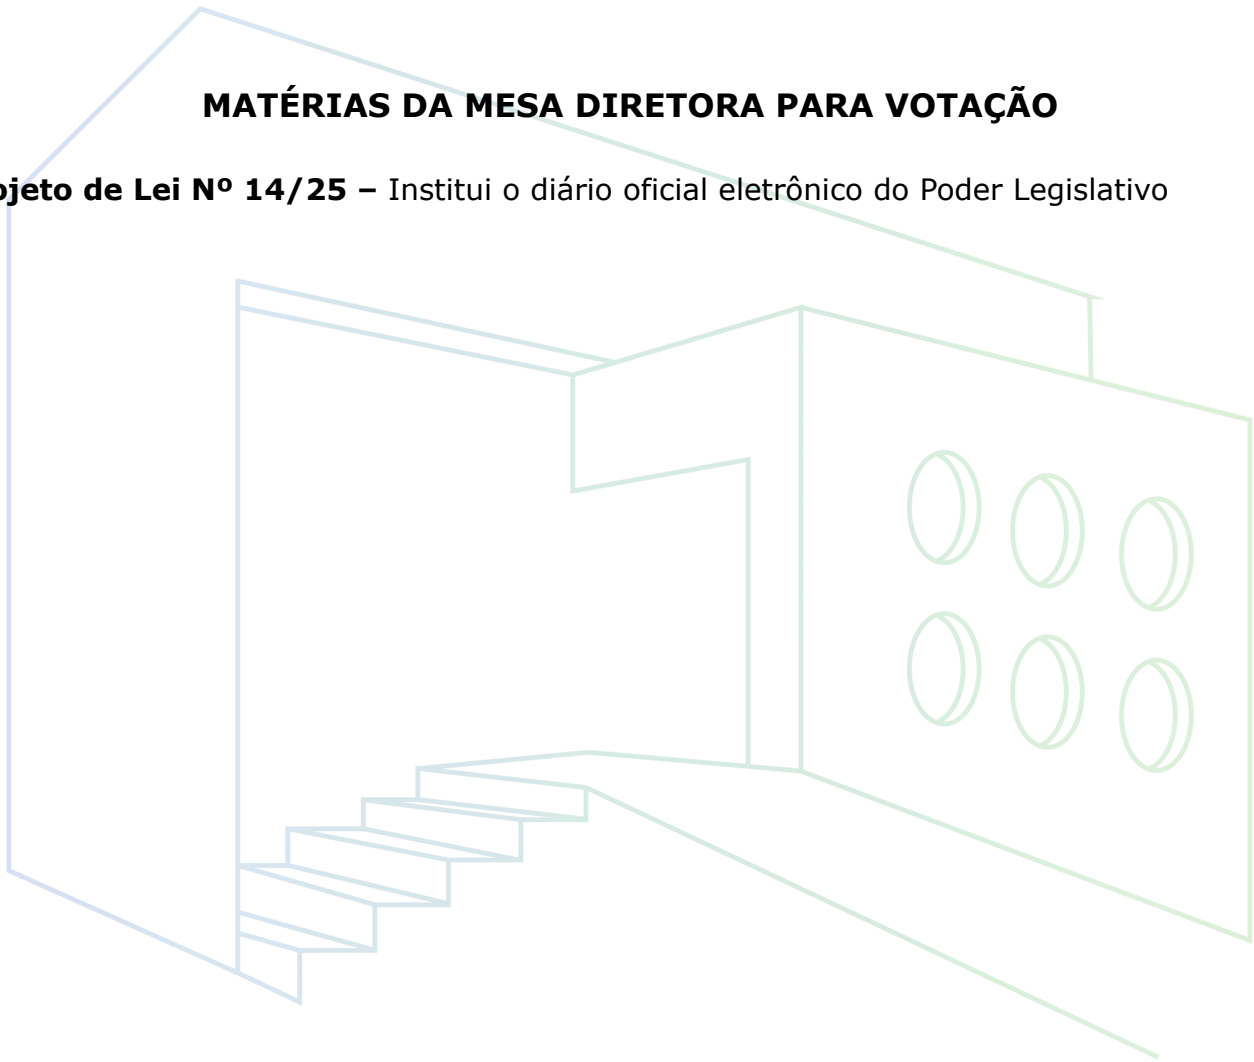 MATÉRIAS DA MESA DIRETORA PARA VOTAÇÃO
ojeto de Lei Nº 14/25 – Institui o diário oficial eletrônico do Poder Legislativo